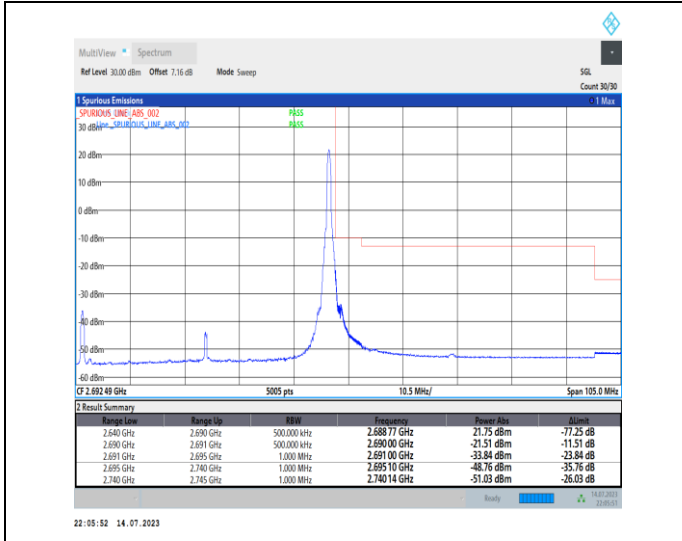 MultiView Spectrum
Ref Level 30.00 dBm Offset 7.16 dB Mode Sweep SGL
Count 30/30
1 Spurious Emissions 1 Max
_SPURIOUS_LINE_ABS_002 PASS
Line _SPURIOUS_LINE_ABS_002 PASS
30 dBm
20 dBm
10 dBm
0 dBm
-10 dBm
-20 dBm
-30 dBm
-40 dBm
-50 dBm
-60 dBm
CF 2.692 49 GHz 5005 pts 10.5 MHz/ Span 105.0 MHz
2 Result Summary
Range Low Range Up RBW Frequency Power Abs ΔLimit
2.640 GHz 2.690 GHz 500.000 kHz 2.688 77 GHz 21.75 dBm -77.25 dB
2.690 GHz 2.691 GHz 500.000 kHz 2.690 00 GHz -21.51 dBm -11.51 dB
2.691 GHz 2.695 GHz 1.000 MHz 2.691 00 GHz -33.84 dBm -23.84 dB
2.695 GHz 2.740 GHz 1.000 MHz 2.695 10 GHz -48.76 dBm -35.76 dB
2.740 GHz 2.745 GHz 1.000 MHz 2.740 14 GHz -51.03 dBm -26.03 dB
Ready 14.07.2023
22:05:51
22:05:52 14.07.2023